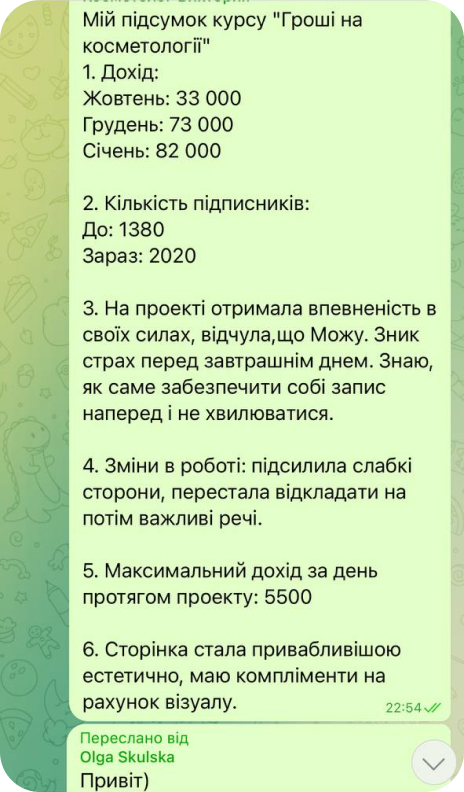 Мій підсумок курсу "Гроші на
косметології"
1. Дохід:
Жовтень: 33 000
Грудень: 73 000
Січень: 82 000
2. Кількість підписників:
До: 1380
Зараз: 2020
3. На проекті отримала впевненість в
своїх силах, відчула,що Можу. Зник
страх перед завтрашнім днем. Знаю,
як саме забезпечити собі запис
наперед і не хвилюватися.
4. Зміни в роботі: підсилила слабкі
сторони, перестала відкладати на
потім важливі речі.
5. Максимальний дохід за день
протягом проекту: 5500
6. Сторінка стала привабливішою
естетично, маю компліменти на
рахунок візуалу.
22:54
Переслано від
Olga Skulska
Привіт)